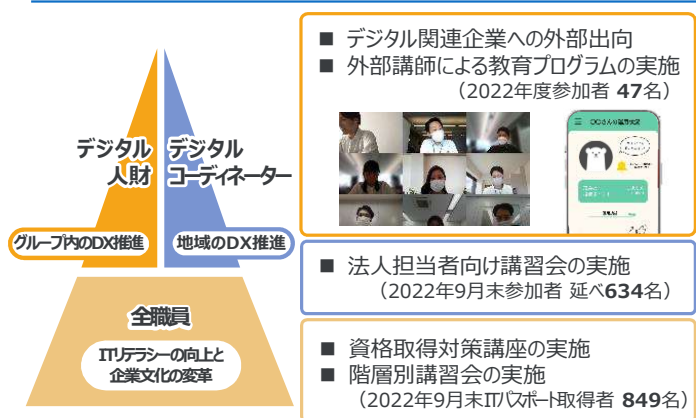 デジタル
人財
デジタル
コーディネーター
グループ内のDX推進
地域のDX推進
全職員
ITリテラシーの向上と
企業文化の変革
■ デジタル関連企業への外部出向
■ 外部講師による教育プログラムの実施
（2022年度参加者 47名）
■ 法人担当者向け講習会の実施
（2022年9月末参加者 延べ634名）
■ 資格取得対策講座の実施
■ 階層別講習会の実施
（2022年9月末ITパスポート取得者 849名）